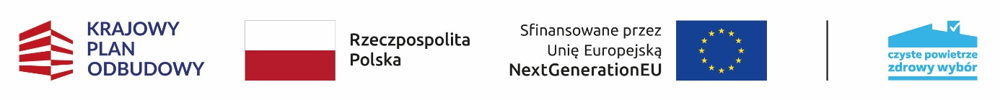 KRAJOWY
PLAN
ODBUDOWY
Rzeczpospolita
Polska
Sfinansowane przez
Unię Europejską
NextGenerationEU
czyste powietrze
zdrowy wybór